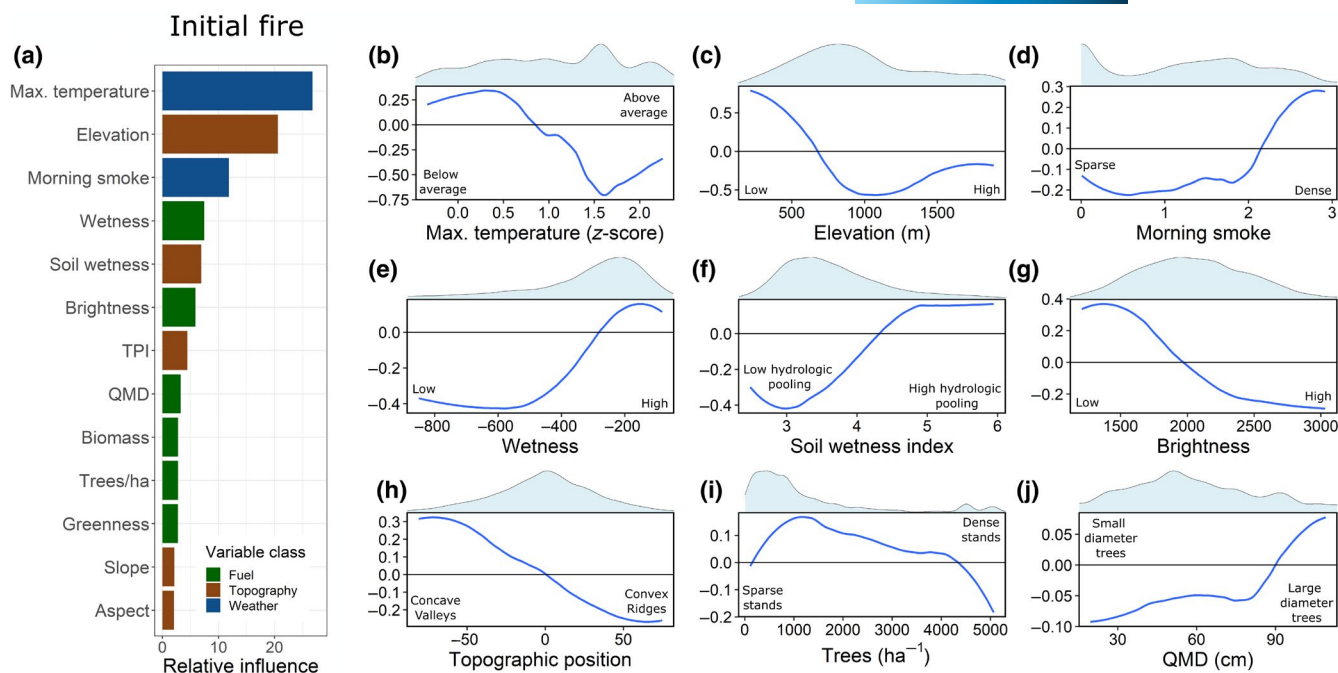 Initial fire
(a)
Max. temperature
Elevation
Morning smoke
Wetness
Soil wetness
Brightness
TPI
QMD
Biomass
Trees/ha
Greenness
Slope
Aspect
Variable class
Fuel
Topography
Weather
0 10 20
Relative influence
(b)
0.25
0.00
−0.25
−0.50
−0.75
Above
average
Below
average
0.0 0.5 1.0 1.5 2.0
Max. temperature (z-score)
(c)
0.5
0.0
−0.5
Low High
500 1000 1500
Elevation (m)
(d)
0.3
0.2
0.1
0.0
−0.1
−0.2
Sparse
Dense
0 1 2 3
Morning smoke
(e)
0.0
−0.2
−0.4
Low
High
−800 −600 −400 −200
Wetness
(f)
0.0
−0.2
−0.4
Low hydrologic
pooling
High hydrologic
pooling
3 4 5 6
Soil wetness index
(g)
0.4
0.2
0.0
−0.2
Low High
1500 2000 2500 3000
Brightness
(h)
0.3
0.2
0.1
0.0
−0.1
−0.2
Concave
Valleys
Convex
Ridges
−50 0 50
Topographic position
(i)
0.1
0.0
−0.1
−0.2
Dense
stands
Sparse
stands
0 1000 2000 3000 4000 5000
Trees (ha−1)
(j)
0.05
0.00
−0.05
−0.10
Small
diameter
trees
Large
diameter
trees
30 60 90
QMD (cm)